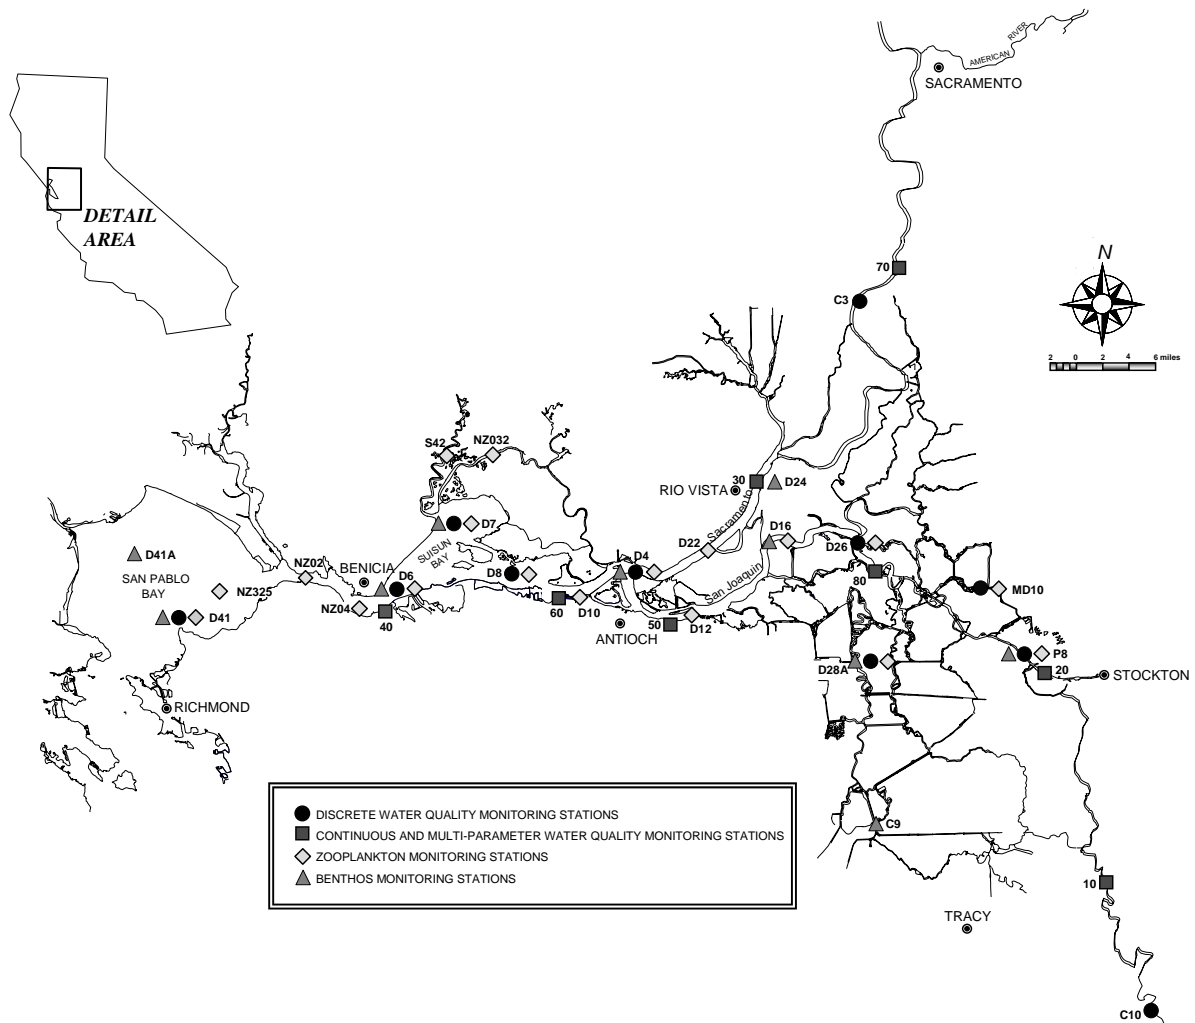 AMERICAN RIVER
SACRAMENTO
DETAIL
AREA
N
70
C3
2 0 2 4 6 miles
S42
NZ032
30
D24
RIO VISTA
Sacramento
D7
D16
D22
D26
D41A
SUISUN
BAY
D4
BENICIA
NZ02
SAN PABLO
BAY
D6
D8
San Joaquin
80
MD10
NZ325
NZ04
40
60
D10
D41
50
D12
ANTIOCH
P8
D28A
20
STOCKTON
RICHMOND
DISCRETE WATER QUALITY MONITORING STATIONS
CONTINUOUS AND MULTI-PARAMETER WATER QUALITY MONITORING STATIONS
ZOOPLANKTON MONITORING STATIONS
BENTHOS MONITORING STATIONS
C9
10
TRACY
C10